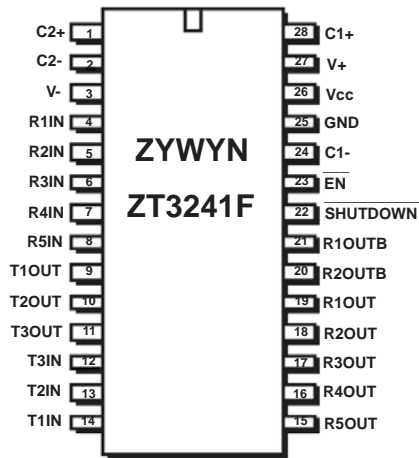 C2+ 1 28 C1+
C2- 2 27 V+
V- 3 26 Vcc
R1IN 4 25 GND
R2IN 5 24 C1-
R3IN 6 23 EN
R4IN 7 22 SHUTDOWN
R5IN 8 21 R1OUTB
T1OUT 9 20 R2OUTB
T2OUT 10 19 R1OUT
T3OUT 11 18 R2OUT
T3IN 12 17 R3OUT
T2IN 13 16 R4OUT
T1IN 14 15 R5OUT
ZYWYN
ZT3241F